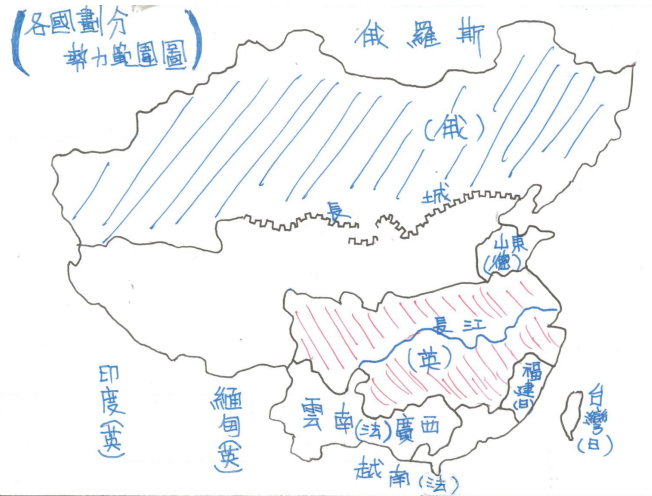 各國劃分
勢力範圍圖
俄羅斯
(俄)
長城
山東
(德)
長江
(英)
福建(日)
台灣(日)
雲南(法)
廣西
越南(法)
緬甸(英)
印度(英)